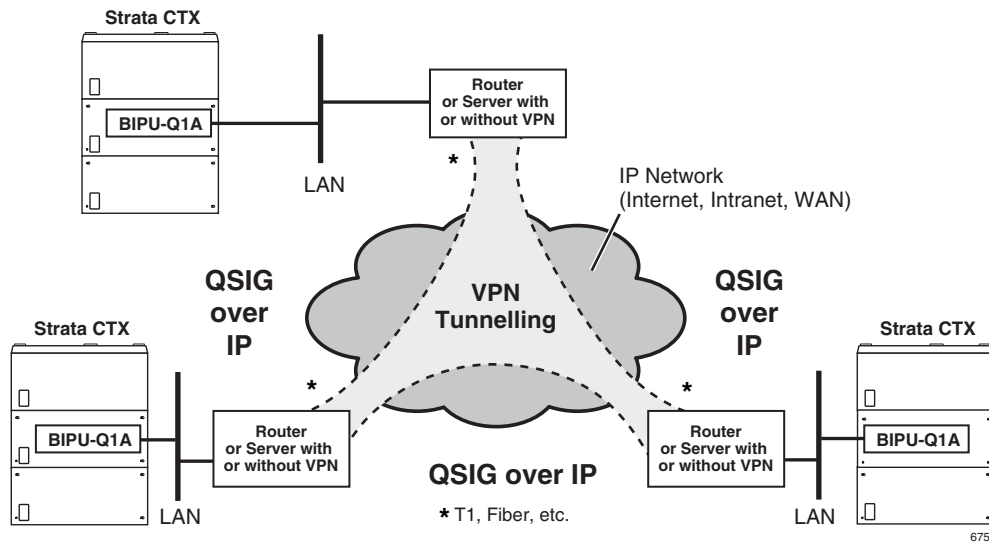 Strata CTX
BIPU-Q1A
LAN
Router
or Server with
or without VPN
*
IP Network
(Internet, Intranet, WAN)
QSIG
over
IP
VPN
Tunnelling
QSIG
over
IP
Strata CTX
BIPU-Q1A
LAN
*
Router
or Server with
or without VPN
*
Router
or Server with
or without VPN
Strata CTX
BIPU-Q1A
LAN
QSIG over IP
* T1, Fiber, etc.
675